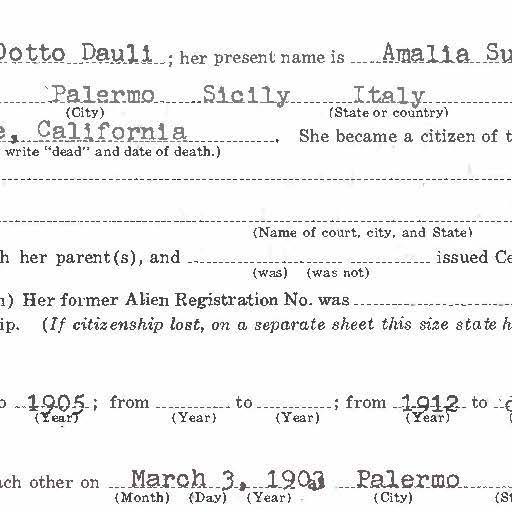 Dotto Dauli ; her present name is Amalia Su
Palermo Sicily Italy
(City) (State or country)
e, California . She became a citizen of t
write "dead" and date of death.)
(Name of court, city, and State)
h her parent(s), and issued Ce
(was) (was not)
n) Her former Alien Registration No. was
ip. (If citizenship lost, on a separate sheet this size state h
o 1905; from to ; from 1912 to
(Year) (Year) (Year) (Year)
ach other on March 3, 1903 Palermo
(Month) (Day) (Year) (City) (St